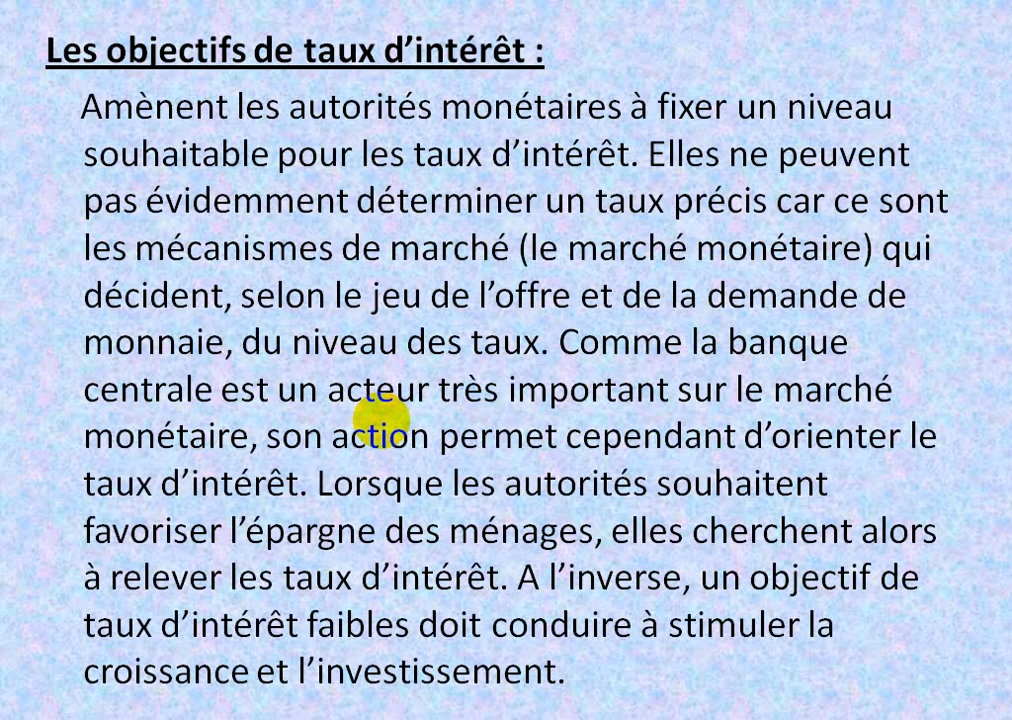 Les objectifs de taux d’intérêt :
Amènent les autorités monétaires à fixer un niveau
souhaitable pour les taux d’intérêt. Elles ne peuvent
pas évidemment déterminer un taux précis car ce sont
les mécanismes de marché (le marché monétaire) qui
décident, selon le jeu de l’offre et de la demande de
monnaie, du niveau des taux. Comme la banque
centrale est un acteur très important sur le marché
monétaire, son action permet cependant d’orienter le
taux d’intérêt. Lorsque les autorités souhaitent
favoriser l’épargne des ménages, elles cherchent alors
à relever les taux d’intérêt. A l’inverse, un objectif de
taux d’intérêt faibles doit conduire à stimuler la
croissance et l’investissement.